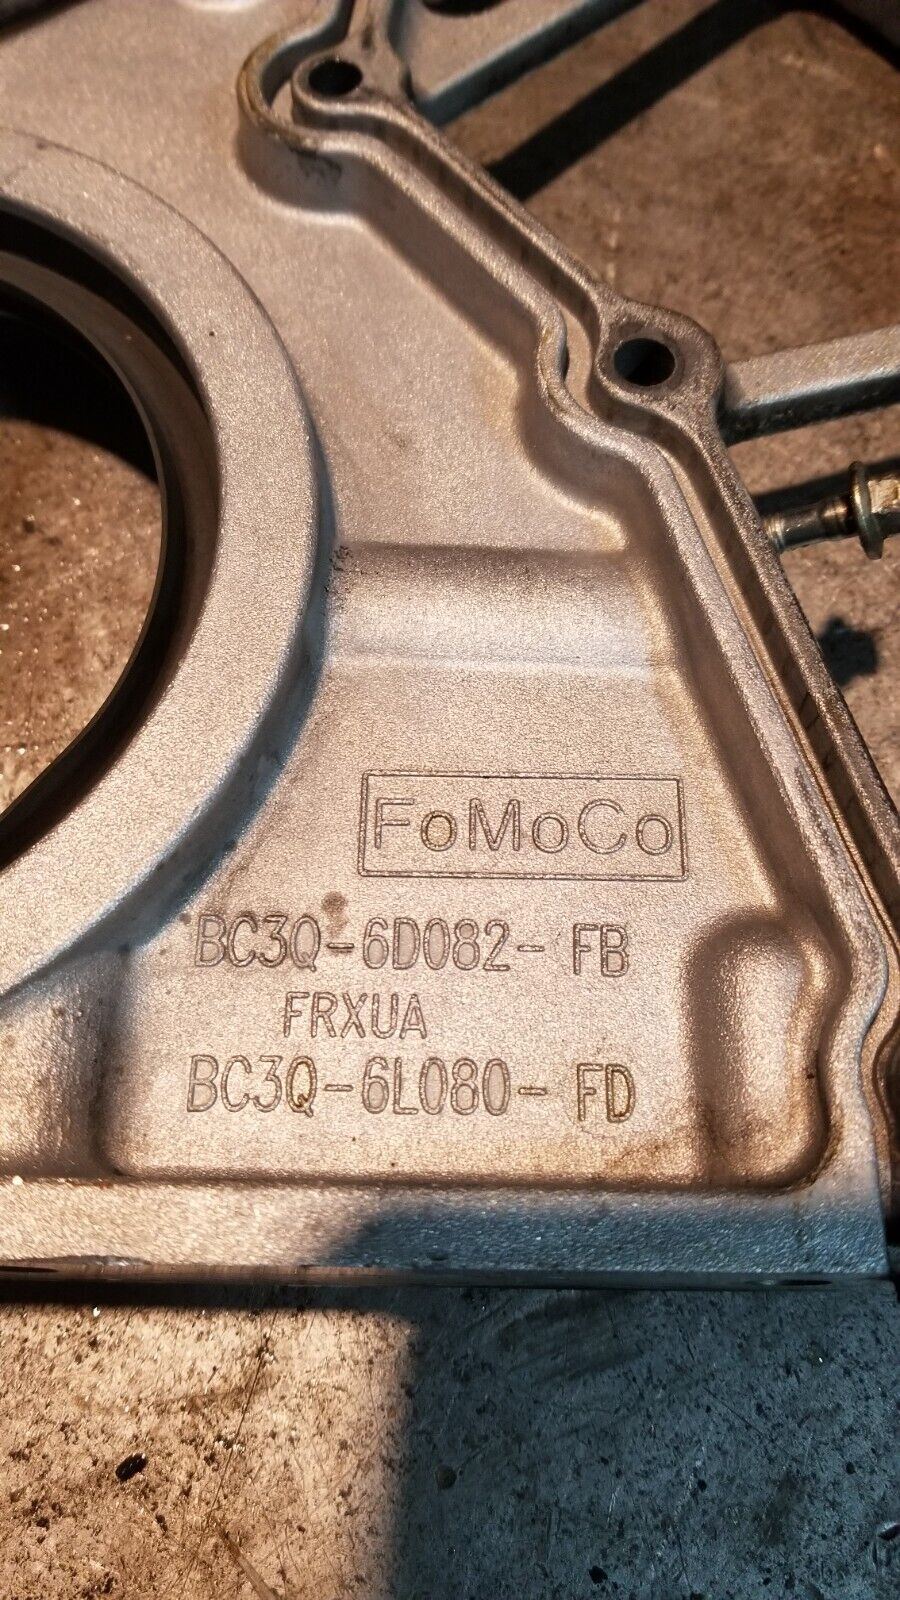 FoMoCo
BC3Q-6D082- FB
FRXUA
BC3Q-6L080- FD